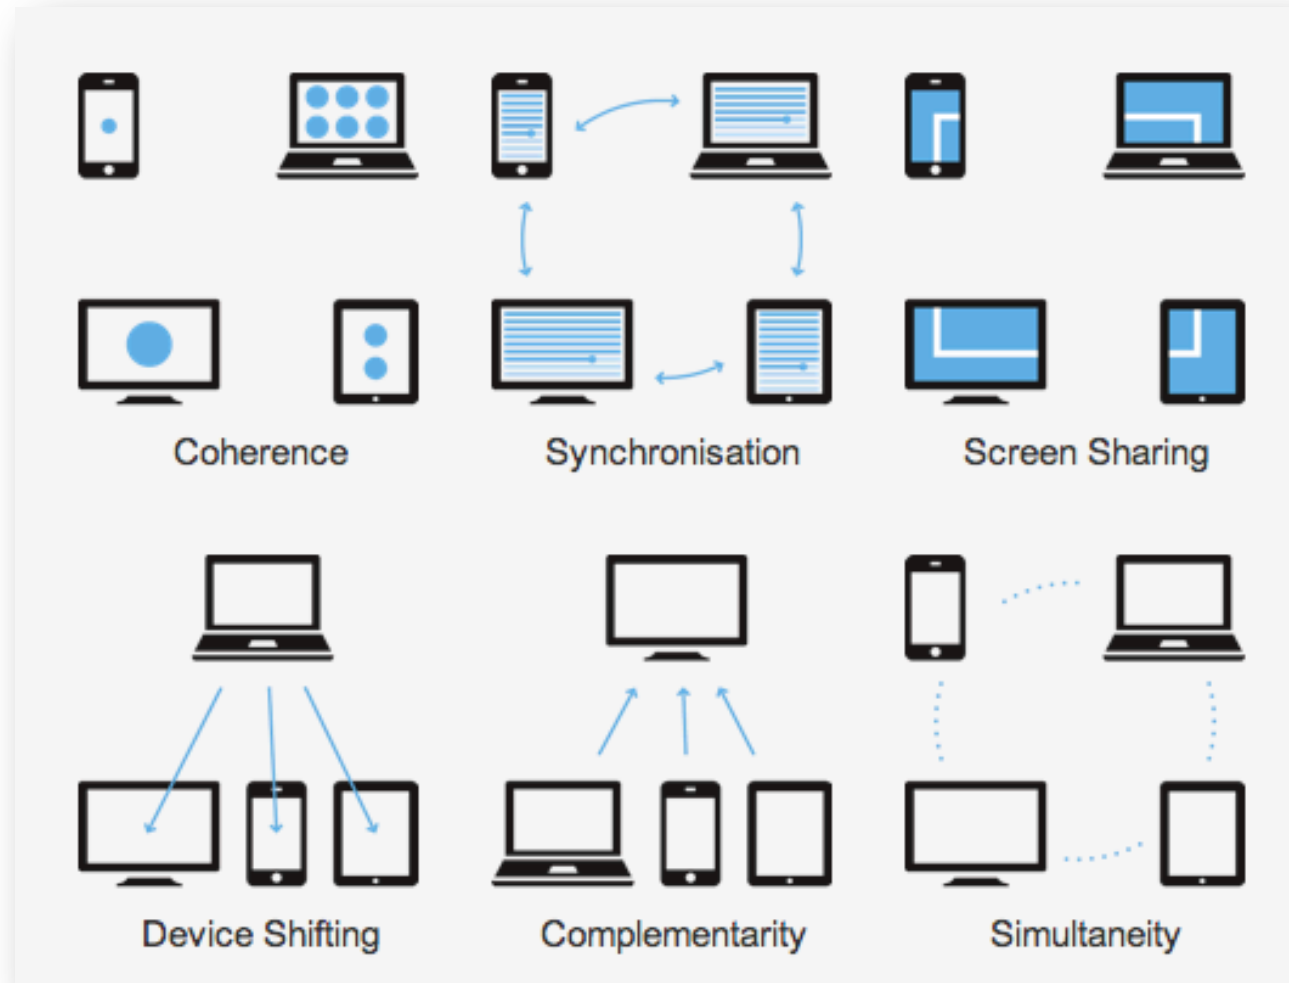 Coherence
Synchronisation
Screen Sharing
Device Shifting
Complementarity
Simultaneity